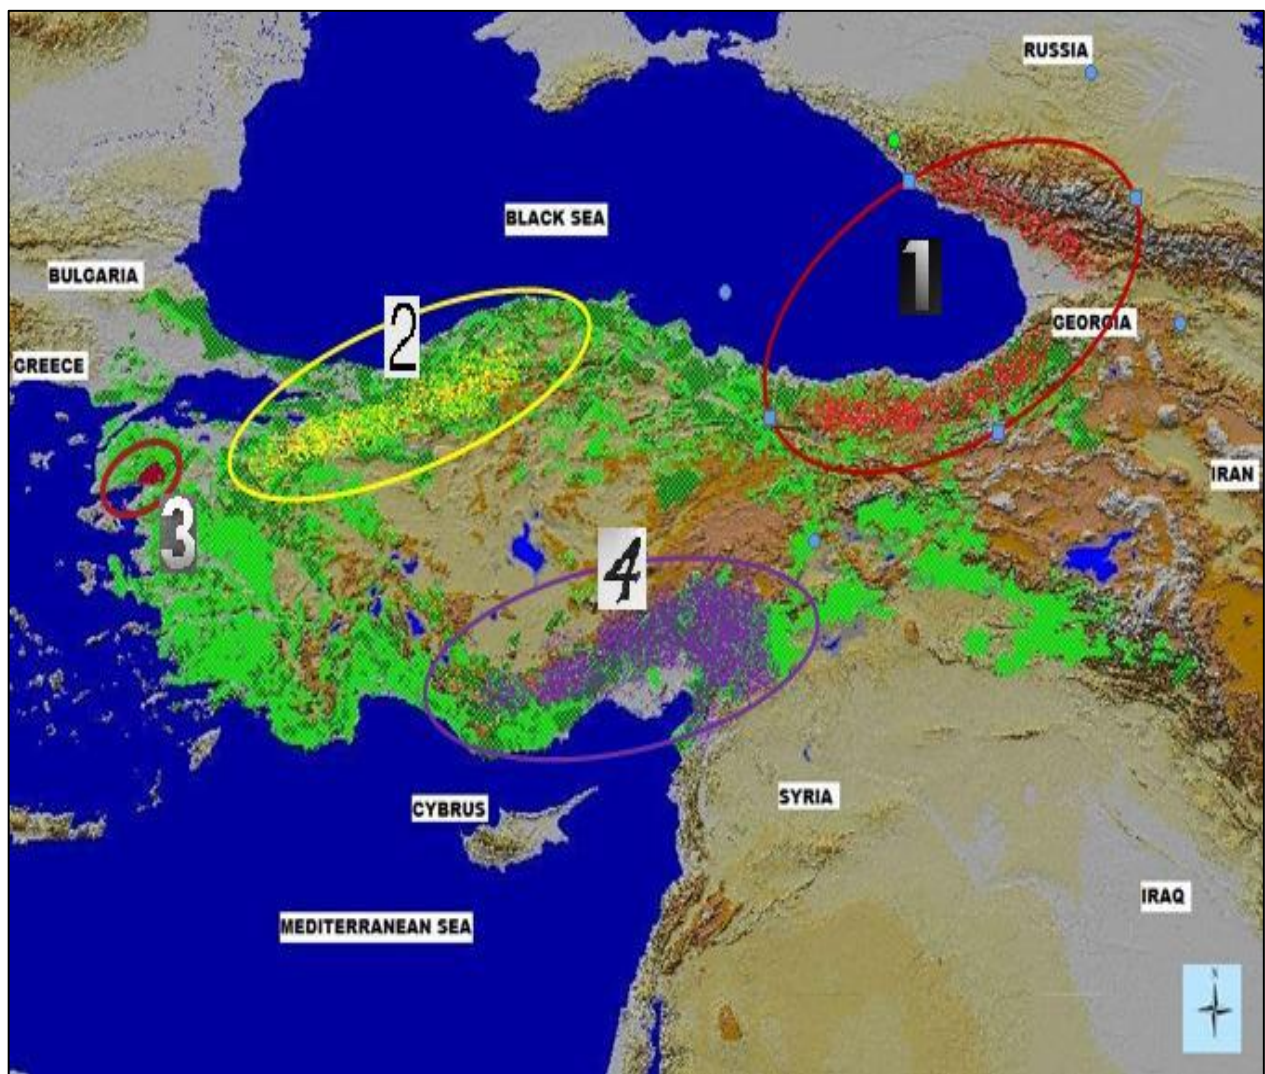 RUSSIA
BLACK SEA
1
BULGARIA
2
GEORGIA
GREECE
IRAN
3
4
CYBRUS
SYRIA
IRAQ
MEDITERRANEAN SEA
N